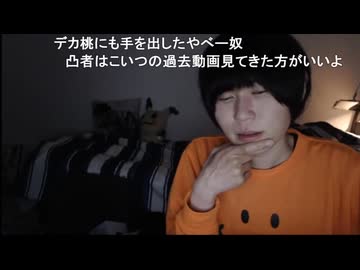 デカ桃にも手を出したやべー奴
凸者はこいつの過去動画見てきた方がいいよ